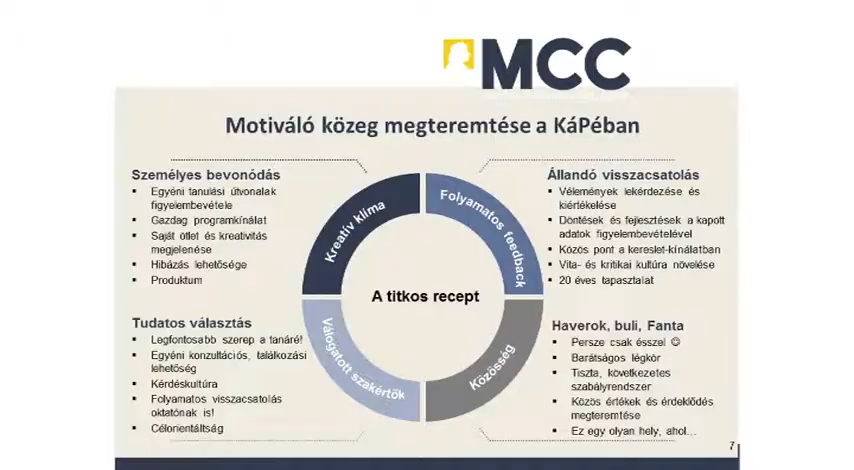 MCC
Motiváló közeg megteremtése a KáPéban
Személyes bevonódás
▪ Egyéni tanulási útvonalak
figyelembevétele
▪ Gazdag programkínálat
▪ Saját ötlet és kreativitás
megjelenése
▪ Hibázás lehetősége
▪ Produktum
Állandó visszacsatolás
▪ Vélemények lekérdezése és
kiértékelése
▪ Döntések és fejlesztések a kapott
adatok figyelembevételével
▪ Közös pont a kereslet-kínálatban
▪ Vita- és kritikai kultúra növelése
▪ 20 éves tapasztalat
Kreatív klíma
Folyamatos feedback
A titkos recept
Válogatott szakértők
Közösség
Tudatos választás
▪ Legfontosabb szerep a tanáré!
▪ Egyéni konzultációs, találkozási
lehetőség
▪ Kérdéskultúra
▪ Folyamatos visszacsatolás
oktatónak is!
▪ Célorientáltság
Haverok, buli, Fanta
▪ Persze csak ésszel ☺
▪ Barátságos légkör
▪ Tiszta, következetes
szabályrendszer
▪ Közös értékek és érdeklődés
megteremtése
▪ Ez egy olyan hely, ahol…
7